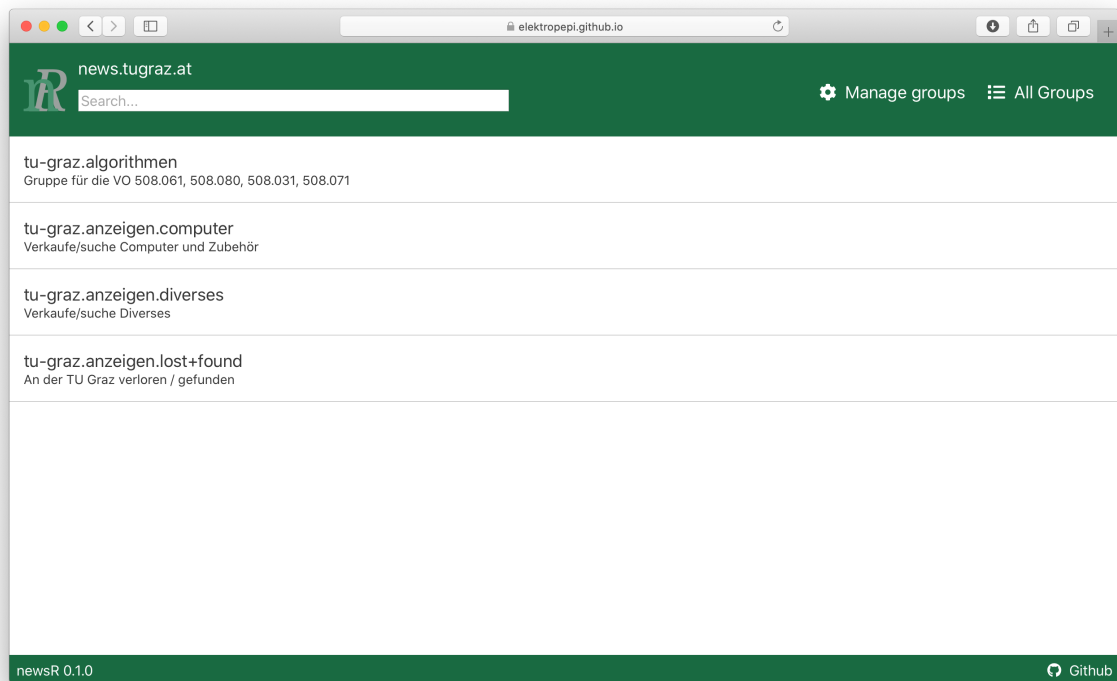 elektropepi.github.io
nR
news.tugraz.at
Search...
Manage groups
All Groups
tu-graz.algorithmen
Gruppe für die VO 508.061, 508.080, 508.031, 508.071
tu-graz.anzeigen.computer
Verkaufe/suche Computer und Zubehör
tu-graz.anzeigen.diverses
Verkaufe/suche Diverses
tu-graz.anzeigen.lost+found
An der TU Graz verloren / gefunden
newsR 0.1.0
Github